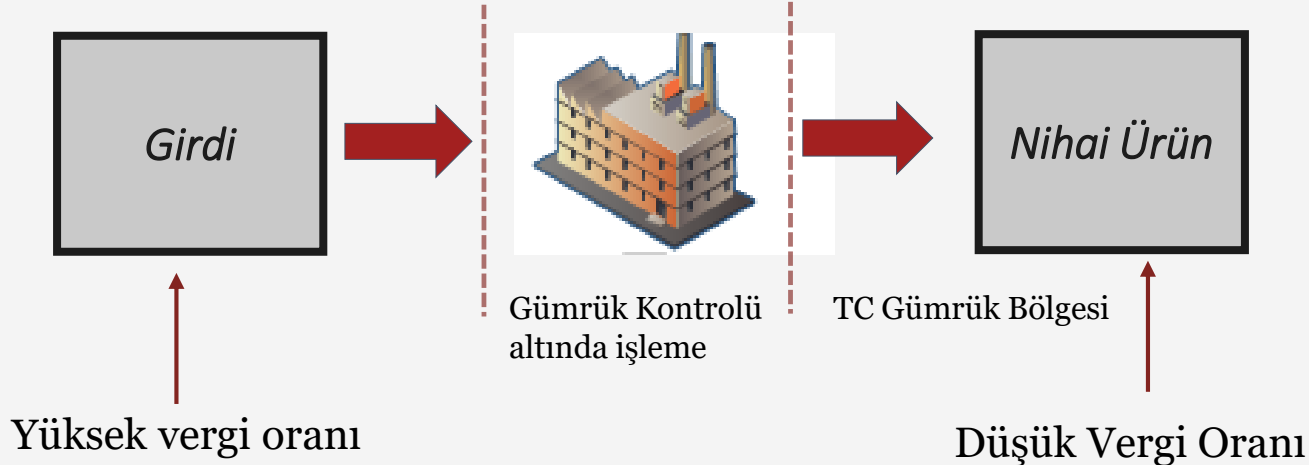 Girdi
Nihai Ürün
Gümrük Kontrolü
altında işleme
TC Gümrük Bölgesi
Yüksek vergi oranı
Düşük Vergi Oranı